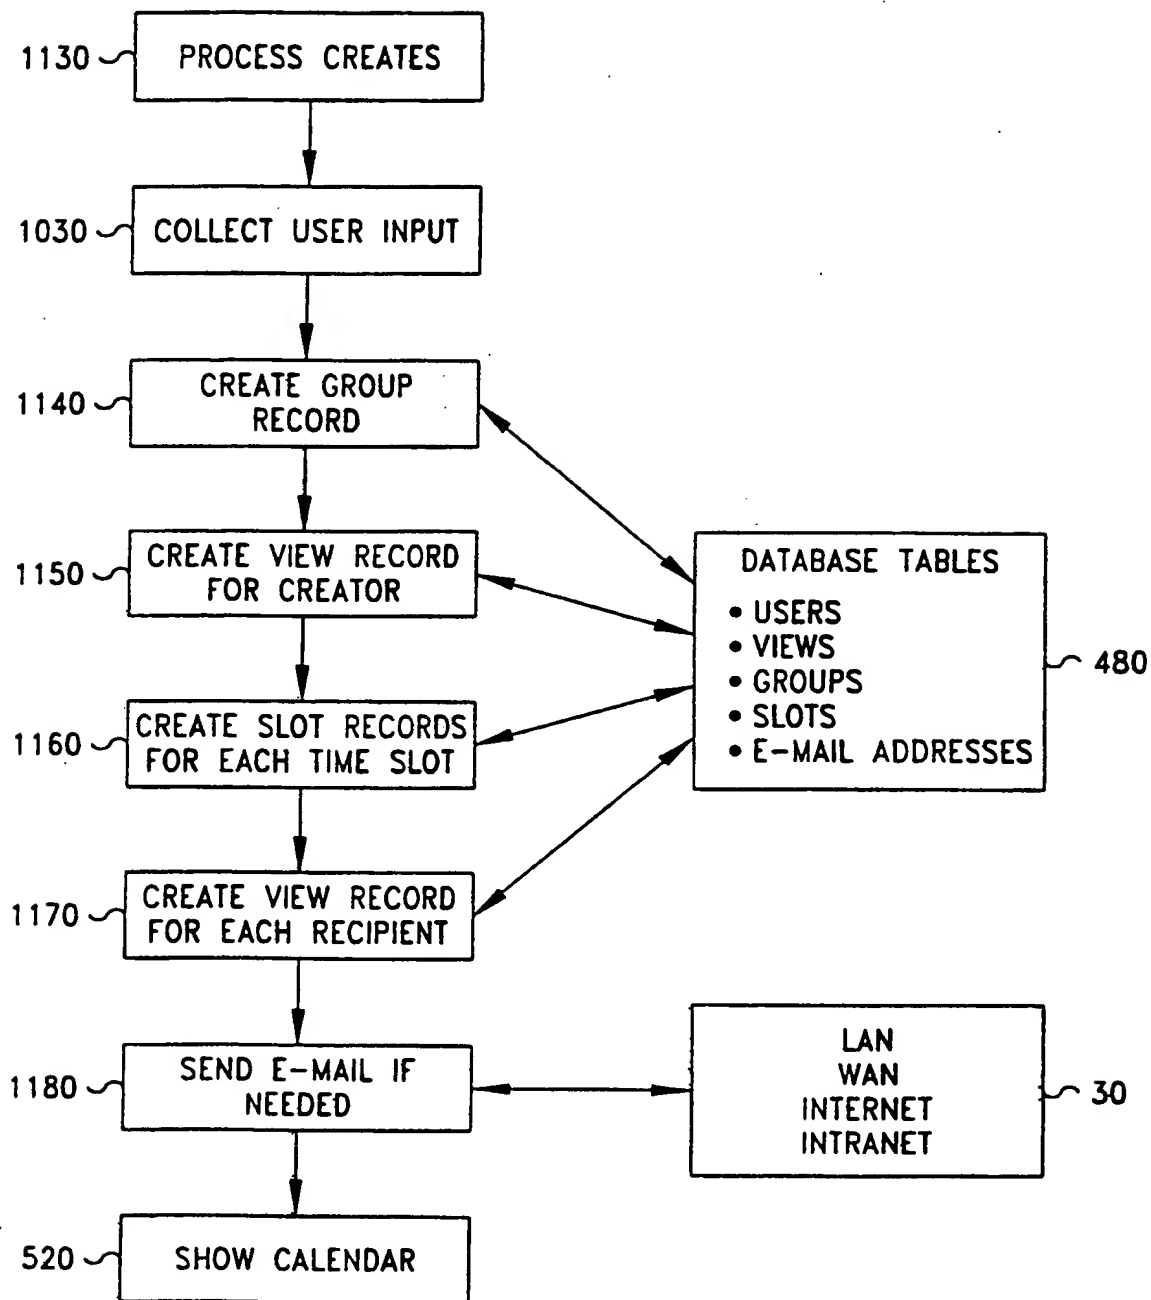 1130 PROCESS CREATES
1030 COLLECT USER INPUT
1140 CREATE GROUP
RECORD
1150 CREATE VIEW RECORD
FOR CREATOR
1160 CREATE SLOT RECORDS
FOR EACH TIME SLOT
1170 CREATE VIEW RECORD
FOR EACH RECIPIENT
1180 SEND E-MAIL IF
NEEDED
520 SHOW CALENDAR
DATABASE TABLES
• USERS
• VIEWS
• GROUPS
• SLOTS
• E-MAIL ADDRESSES
480
LAN
WAN
INTERNET
INTRANET
30